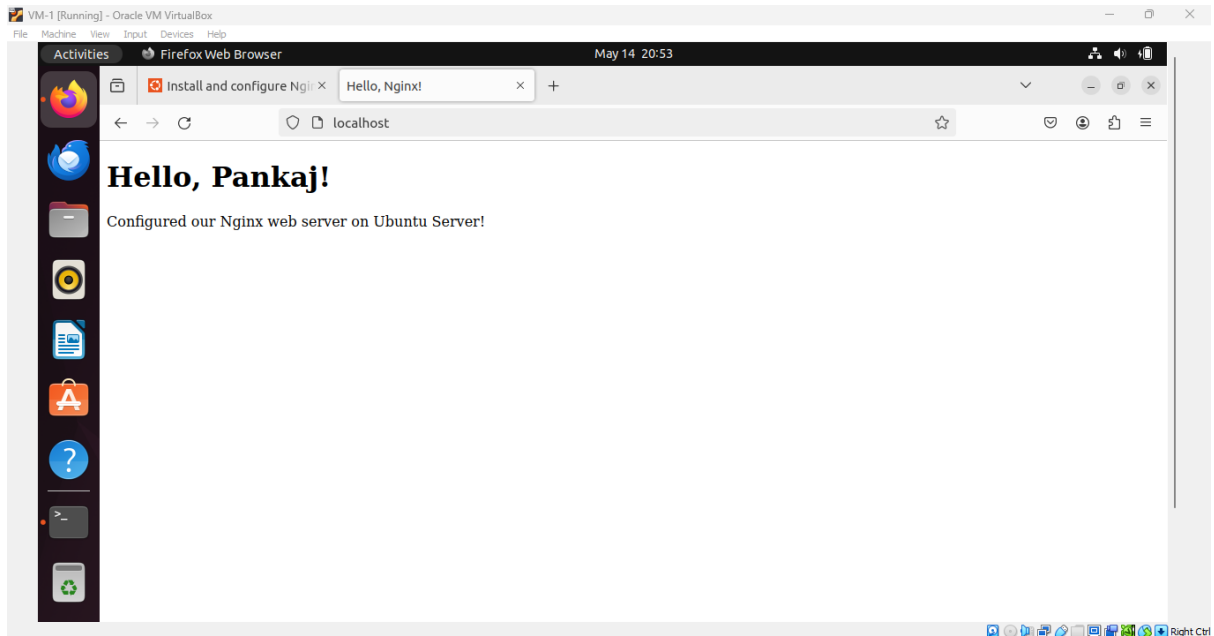 VM-1 [Running] - Oracle VM VirtualBox
File Machine View Input Devices Help
Activities Firefox Web Browser May 14 20:53
Install and configure Ngin Hello, Nginx!
localhost
Hello, Pankaj!
Configured our Nginx web server on Ubuntu Server!
Right Ctrl